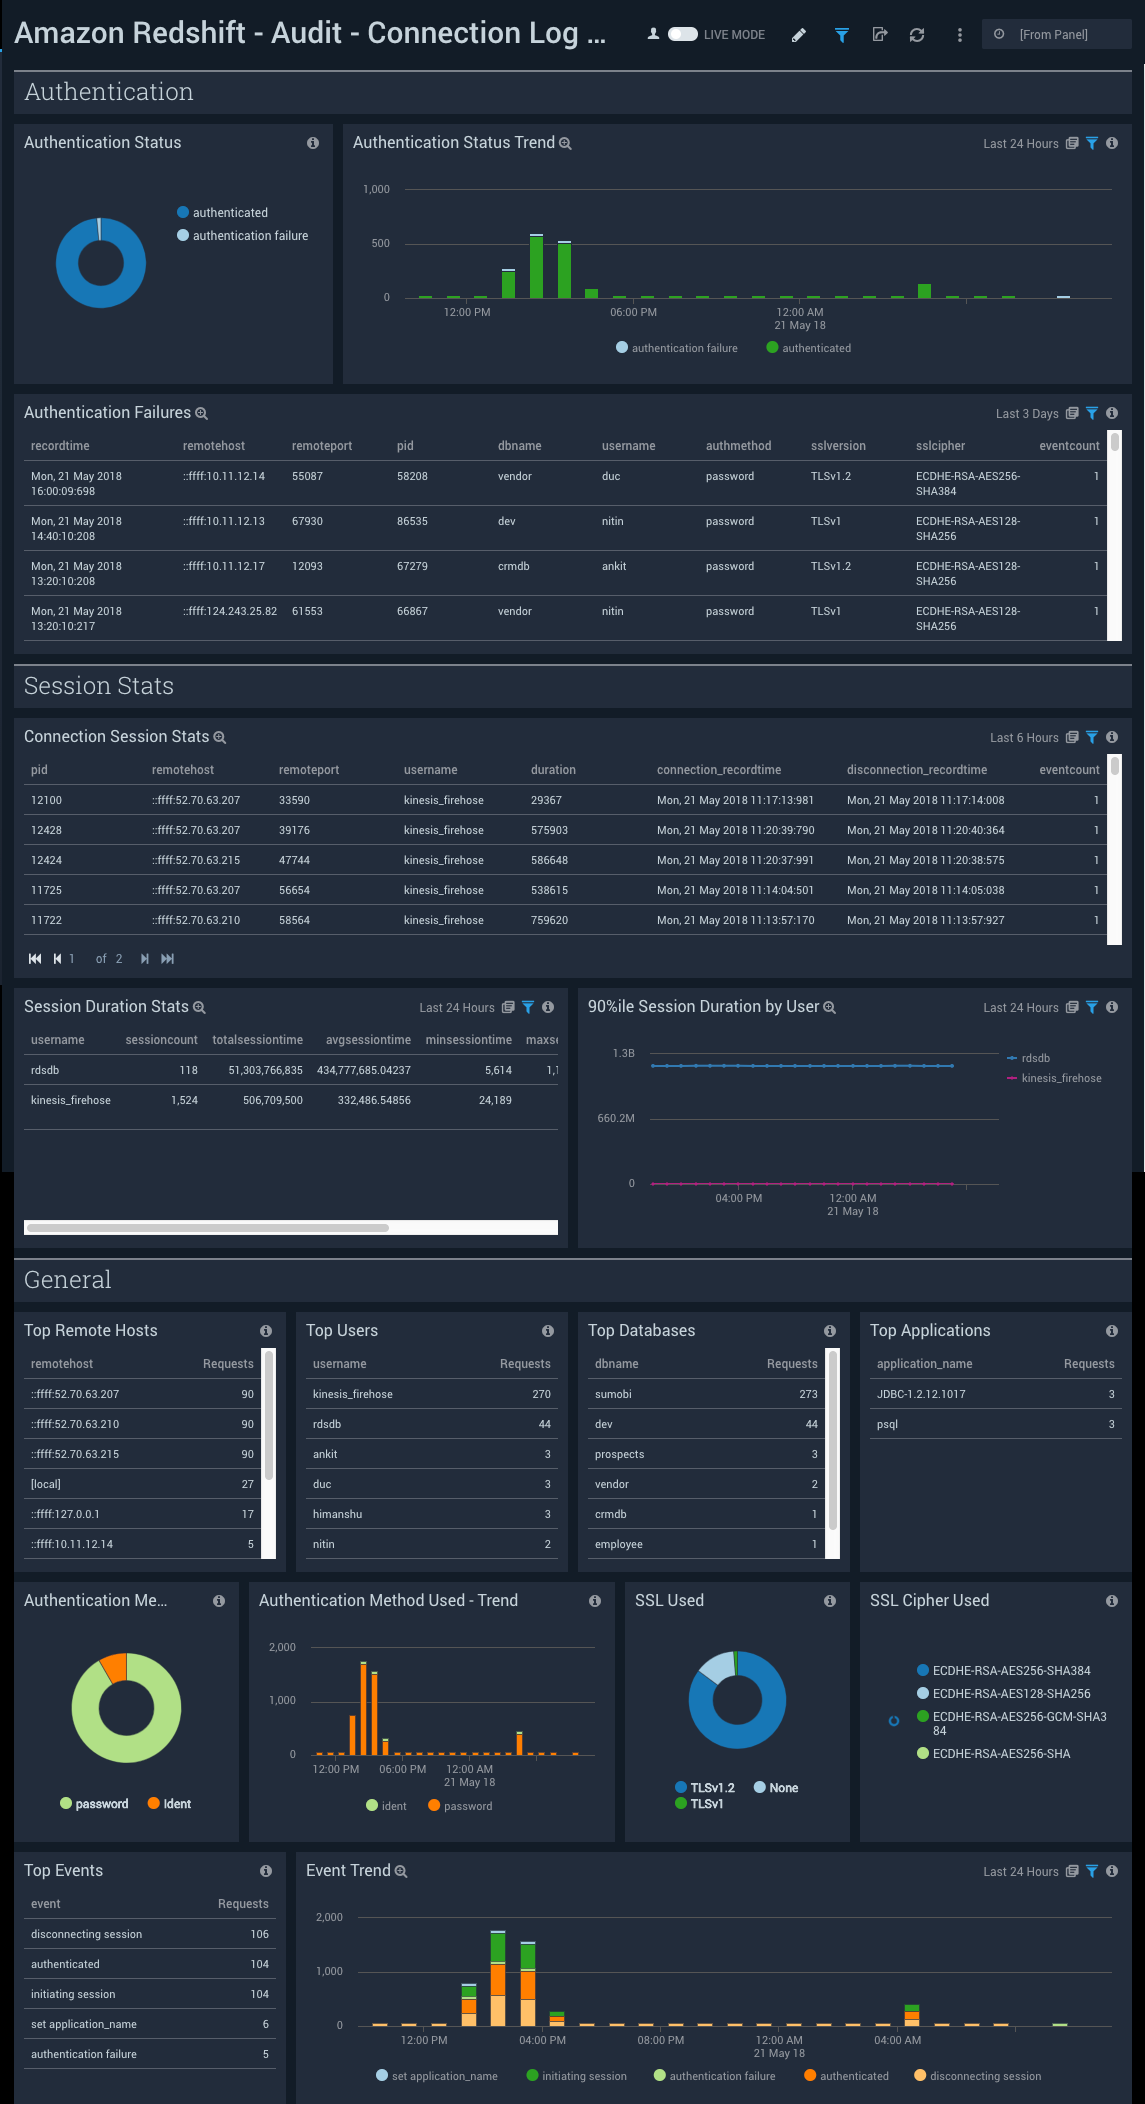 Amazon Redshift - Audit - Connection Log ...
LIVE MODE
[From Panel]
Authentication
Authentication Status
authenticated
authentication failure
Authentication Status Trend
Last 24 Hours
1,000
500
0
12:00 PM
06:00 PM
12:00 AM
21 May 18
authentication failure
authenticated
Authentication Failures
Last 3 Days
recordtime remotehost remoteport pid dbname username authmethod sslversion sslcipher eventcount
Mon, 21 May 2018 ::ffff:10.11.12.14 55087 58208 vendor duc password TLSv1.2 ECDHE-RSA-AES256- 1
16:00:09:698 SHA384
Mon, 21 May 2018 ::ffff:10.11.12.13 67930 86535 dev nitin password TLSv1 ECDHE-RSA-AES128- 1
14:40:10:208 SHA256
Mon, 21 May 2018 ::ffff:10.11.12.17 12093 67279 crmdb ankit password TLSv1.2 ECDHE-RSA-AES128- 1
13:20:10:208 SHA256
Mon, 21 May 2018 ::ffff:124.243.25.82 61553 66867 vendor nitin password TLSv1 ECDHE-RSA-AES128- 1
13:20:10:217 SHA256
Session Stats
Connection Session Stats
Last 6 Hours
pid remotehost remoteport username duration connection_recordtime disconnection_recordtime eventcount
12100 ::ffff:52.70.63.207 33590 kinesis_firehose 29367 Mon, 21 May 2018 11:17:13:981 Mon, 21 May 2018 11:17:14:008 1
12428 ::ffff:52.70.63.207 39176 kinesis_firehose 575903 Mon, 21 May 2018 11:20:39:790 Mon, 21 May 2018 11:20:40:364 1
12424 ::ffff:52.70.63.215 47744 kinesis_firehose 586648 Mon, 21 May 2018 11:20:37:991 Mon, 21 May 2018 11:20:38:575 1
11725 ::ffff:52.70.63.207 56654 kinesis_firehose 538615 Mon, 21 May 2018 11:14:04:501 Mon, 21 May 2018 11:14:05:038 1
11722 ::ffff:52.70.63.210 58564 kinesis_firehose 759620 Mon, 21 May 2018 11:13:57:170 Mon, 21 May 2018 11:13:57:927 1
1 of 2
Session Duration Stats
Last 24 Hours
username sessioncount totalsessiontime avgsessiontime minsessiontime maxse
rdsdb 118 51,303,766,835 434,777,685.04237 5,614 1,1
kinesis_firehose 1,524 506,709,500 332,486.54856 24,189
90%ile Session Duration by User
Last 24 Hours
1.3B
660.2M
0
04:00 PM
12:00 AM
21 May 18
rdsdb
kinesis_firehose
General
Top Remote Hosts
remotehost Requests
::ffff:52.70.63.207 90
::ffff:52.70.63.210 90
::ffff:52.70.63.215 90
[local] 27
::ffff:127.0.0.1 17
::ffff:10.11.12.14 5
Top Users
username Requests
kinesis_firehose 270
rdsdb 44
ankit 3
duc 3
himanshu 3
nitin 2
Top Databases
dbname Requests
sumobi 273
dev 44
prospects 3
vendor 2
crmdb 1
employee 1
Top Applications
application_name Requests
JDBC-1.2.12.1017 3
psql 3
Authentication Me...
password
ident
Authentication Method Used - Trend
2,000
1,000
0
12:00 PM
06:00 PM
12:00 AM
21 May 18
ident
password
SSL Used
TLSv1.2
None
TLSv1
SSL Cipher Used
ECDHE-RSA-AES256-SHA384
ECDHE-RSA-AES128-SHA256
ECDHE-RSA-AES256-GCM-SHA3
84
ECDHE-RSA-AES256-SHA
Top Events
event Requests
disconnecting session 106
authenticated 104
initiating session 104
set application_name 6
authentication failure 5
Event Trend
Last 24 Hours
2,000
1,000
0
12:00 PM
04:00 PM
08:00 PM
12:00 AM
21 May 18
04:00 AM
set application_name
initiating session
authentication failure
authenticated
disconnecting session